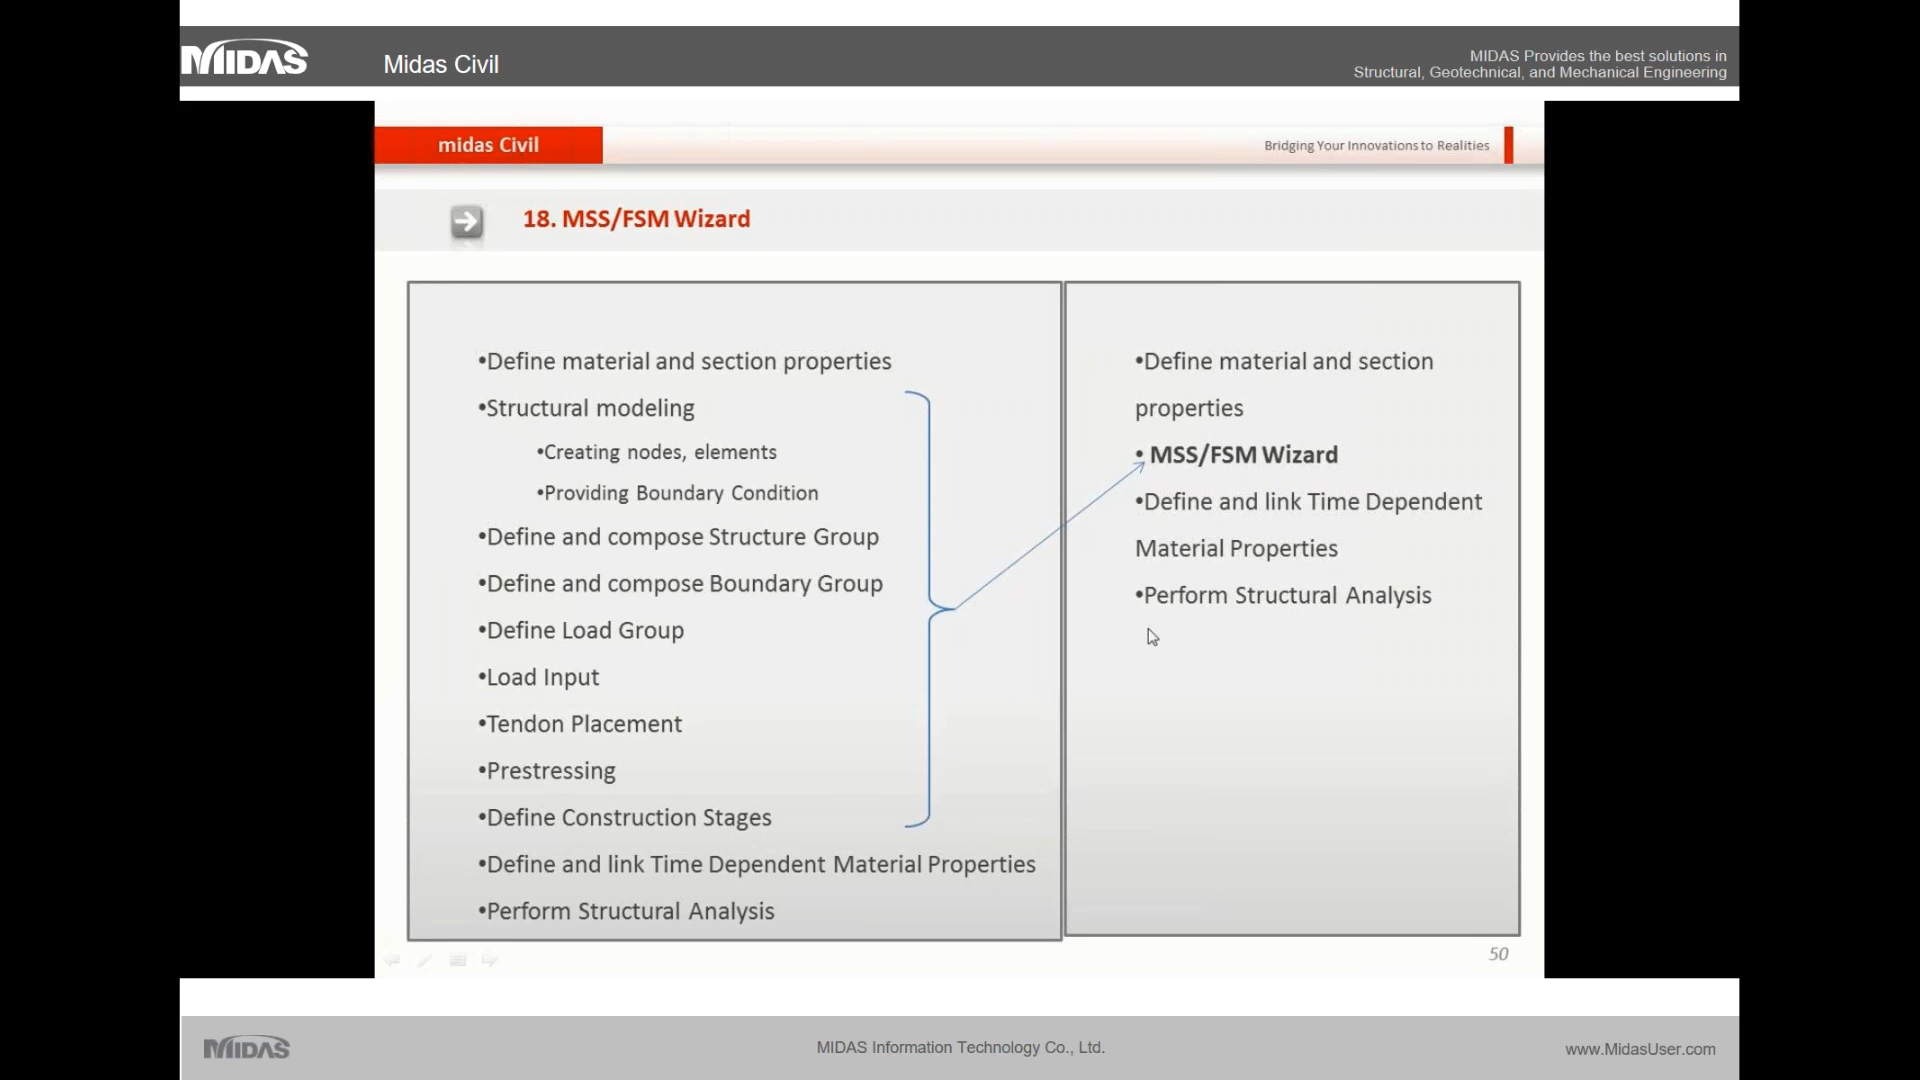 MIDAS
Midas Civil
MIDAS Provides the best solutions in
Structural, Geotechnical, and Mechanical Engineering
midas Civil
Bridging Your Innovations to Realities
18. MSS/FSM Wizard
•Define material and section properties
•Structural modeling
•Creating nodes, elements
•Providing Boundary Condition
•Define and compose Structure Group
•Define and compose Boundary Group
•Define Load Group
•Load Input
•Tendon Placement
•Prestressing
•Define Construction Stages
•Define and link Time Dependent Material Properties
•Perform Structural Analysis
•Define material and section
properties
• MSS/FSM Wizard
•Define and link Time Dependent
Material Properties
•Perform Structural Analysis
50
MIDAS
MIDAS Information Technology Co., Ltd.
www.MidasUser.com